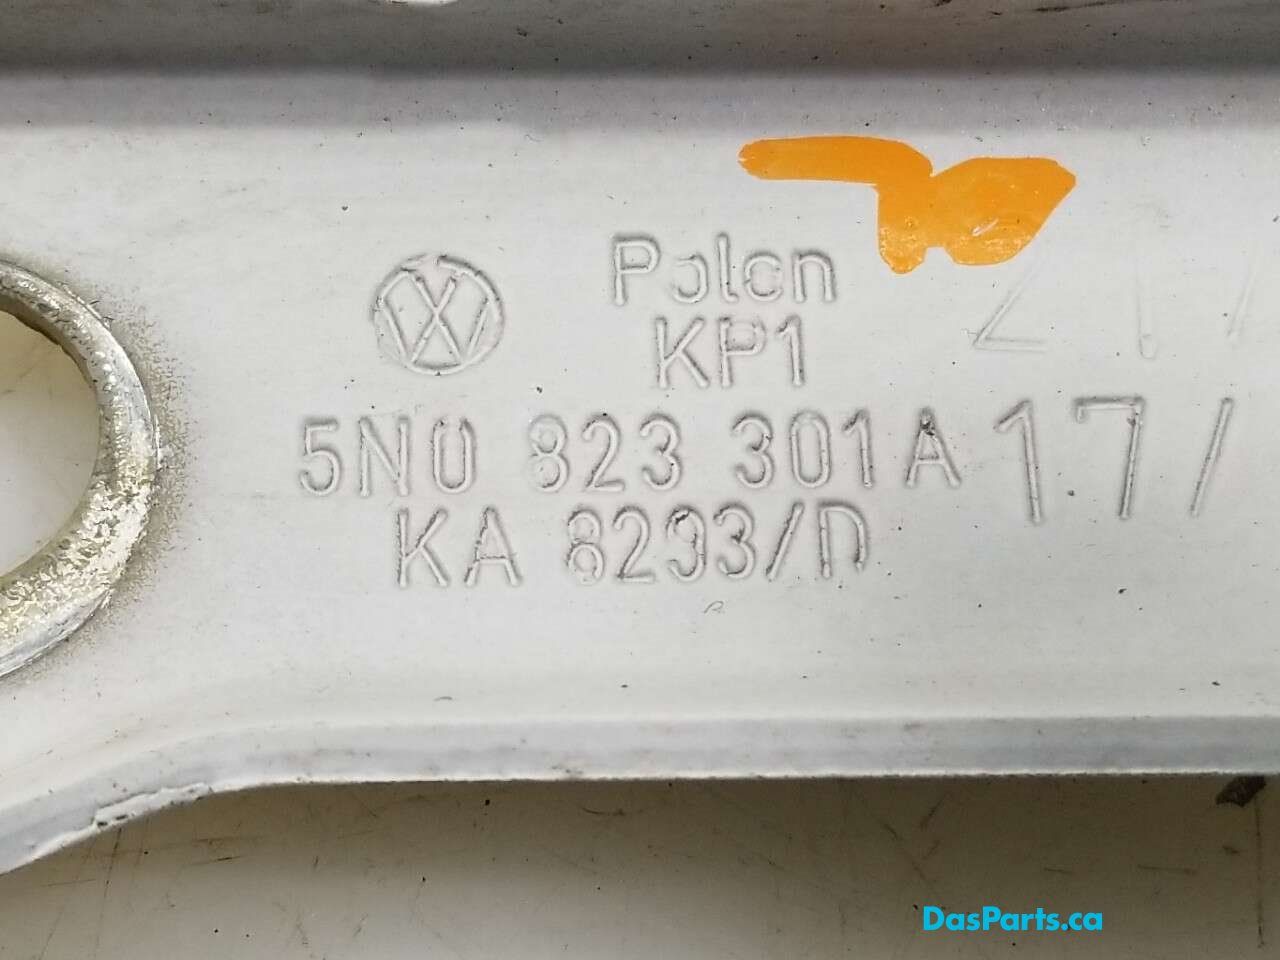 Polen
KP1
5N0 823 301A 17/
KA 8293/D
DasParts.ca